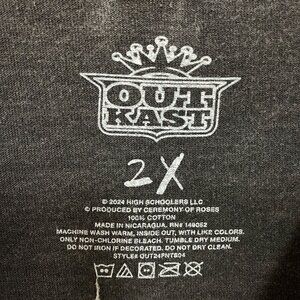 OUT
KAST
2X
© 2024 HIGH SCHOOLERS LLC
© PRODUCED BY CEREMONY OF ROSES
100% COTTON
MADE IN NICARAGUA, RN# 149052
MACHINE WASH WARM, INSIDE OUT, WITH LIKE COLORS.
ONLY NON-CHLORINE BLEACH. TUMBLE DRY MEDIUM.
DO NOT IRON IF DECORATED. DO NOT DRY CLEAN.